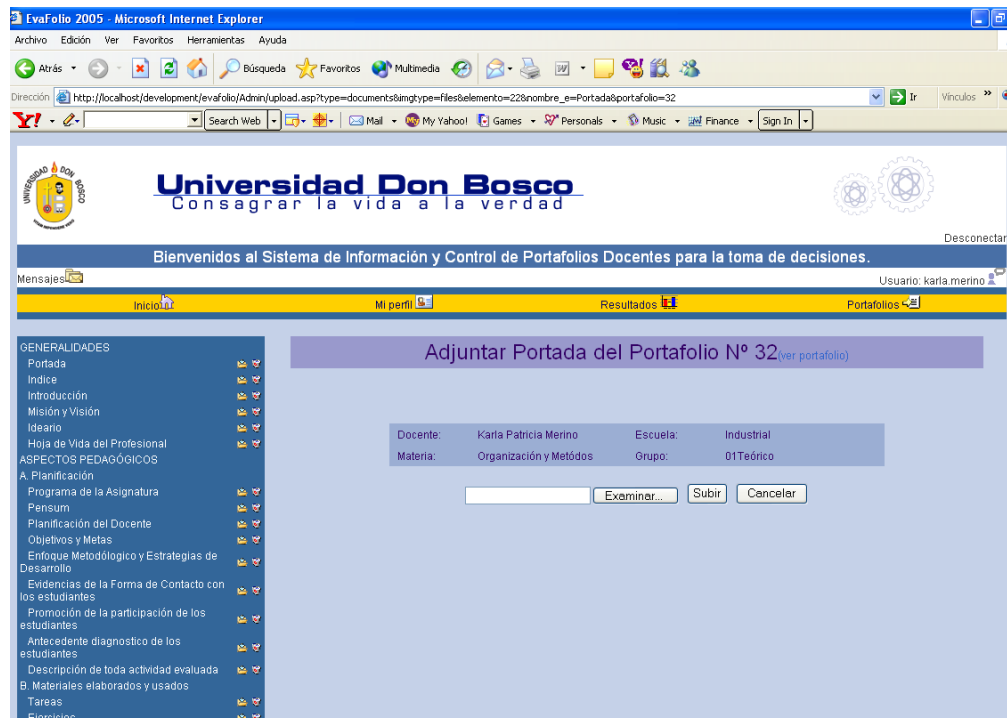 EvaFolio 2005 - Microsoft Internet Explorer
Archivo Edición Ver Favoritos Herramientas Ayuda
Atrás Búsqueda Favoritos Multimedia
Dirección http://localhost/development/evafolio/Admin/upload.asp?type=documents&imgtype=files&elemento=22&nombre_e=Portada&portafolio=32 Ir Vínculos »
Y! Search Web Mail My Yahoo! Games Personals Music Finance Sign In
UNIVERSIDAD DON BOSCO
Universidad Don Bosco
Consagrar la vida a la verdad
Desconectar
Bienvenidos al Sistema de Información y Control de Portafolios Docentes para la toma de decisiones.
Mensajes Usuario: karla.merino
Inicio Mi perfil Resultados Portafolios
GENERALIDADES
Portada
Indice
Introducción
Misión y Visión
Ideario
Hoja de Vida del Profesional
ASPECTOS PEDAGÓGICOS
A. Planificación
Programa de la Asignatura
Pensum
Planificación del Docente
Objetivos y Metas
Enfoque Metodólogico y Estrategias de
Desarrollo
Evidencias de la Forma de Contacto con
los estudiantes
Promoción de la participación de los
estudiantes
Antecedente diagnostico de los
estudiantes
Descripción de toda actividad evaluada
B. Materiales elaborados y usados
Tareas
Ejercicios
Adjuntar Portada del Portafolio Nº 32(ver portafolio)
Docente: Karla Patricia Merino Escuela: Industrial
Materia: Organización y Metódos Grupo: 01Teórico
Examinar... Subir Cancelar